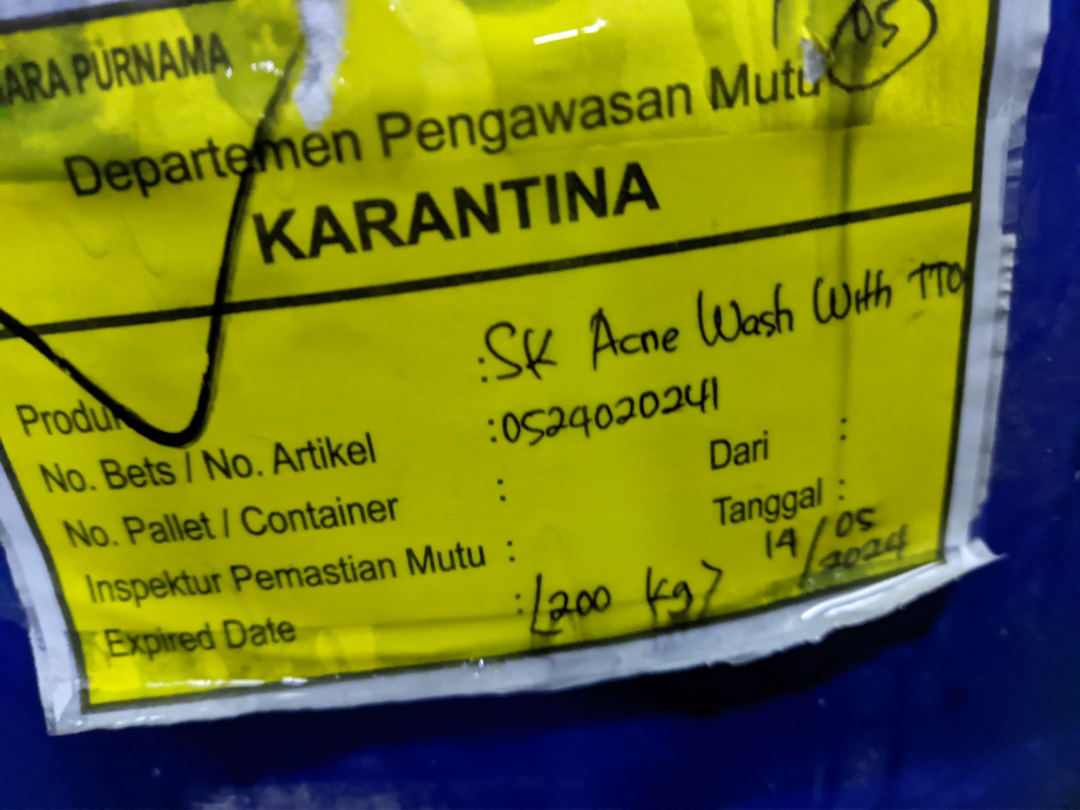 ARA PURNAMA
05
Departemen Pengawasan Mutu
KARANTINA
Produk : SK Acne Wash With TTO
No. Bets / No. Artikel : 0524020241
No. Pallet / Container : Dari :
Inspektur Pemastian Mutu : Tanggal : 14/05/2024
Expired Date : [200 kg]